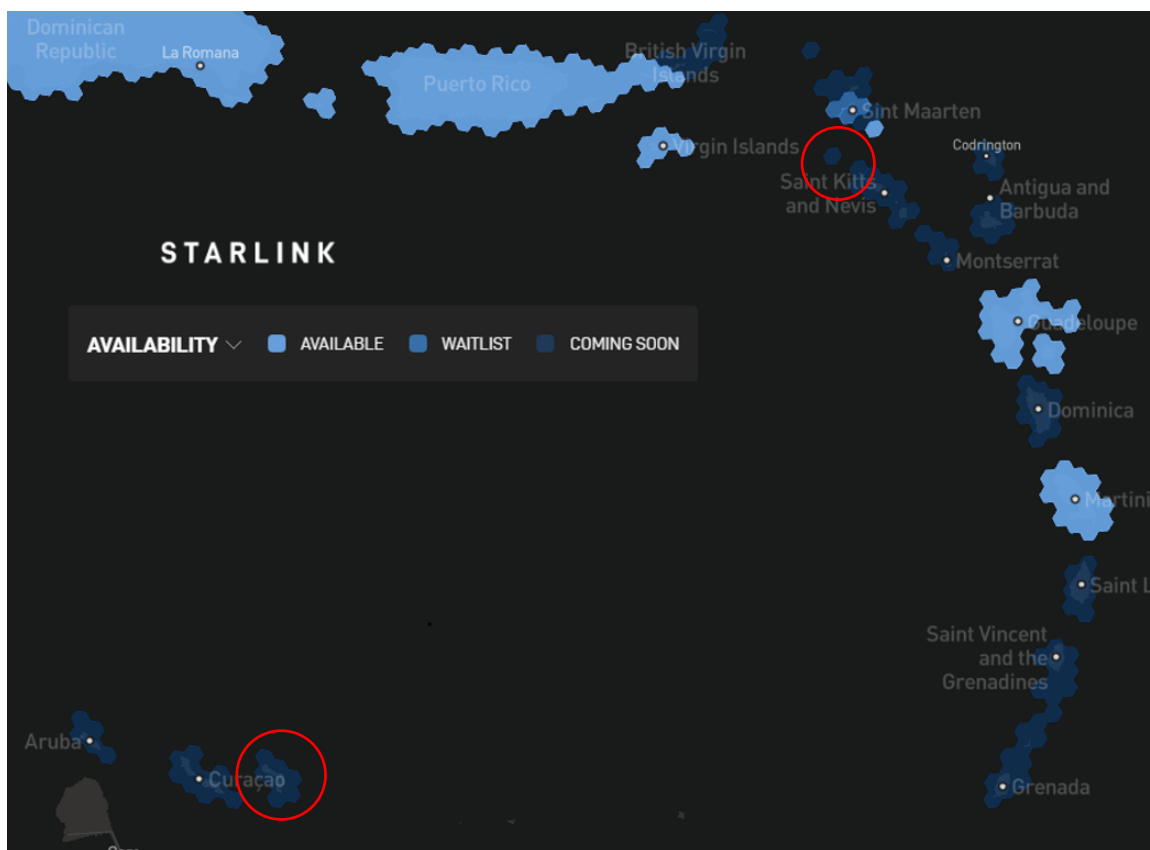 Dominican
Republic
La Romana
Puerto Rico
British Virgin
Islands
Sint Maarten
Virgin Islands
Codrington
Saint Kitts
and Nevis
Antigua and
Barbuda
STARLINK
Montserrat
AVAILABILITY
AVAILABLE
WAITLIST
COMING SOON
Guadeloupe
Dominica
Martini
Saint L
Saint Vincent
and the
Grenadines
Aruba
Curaçao
Grenada